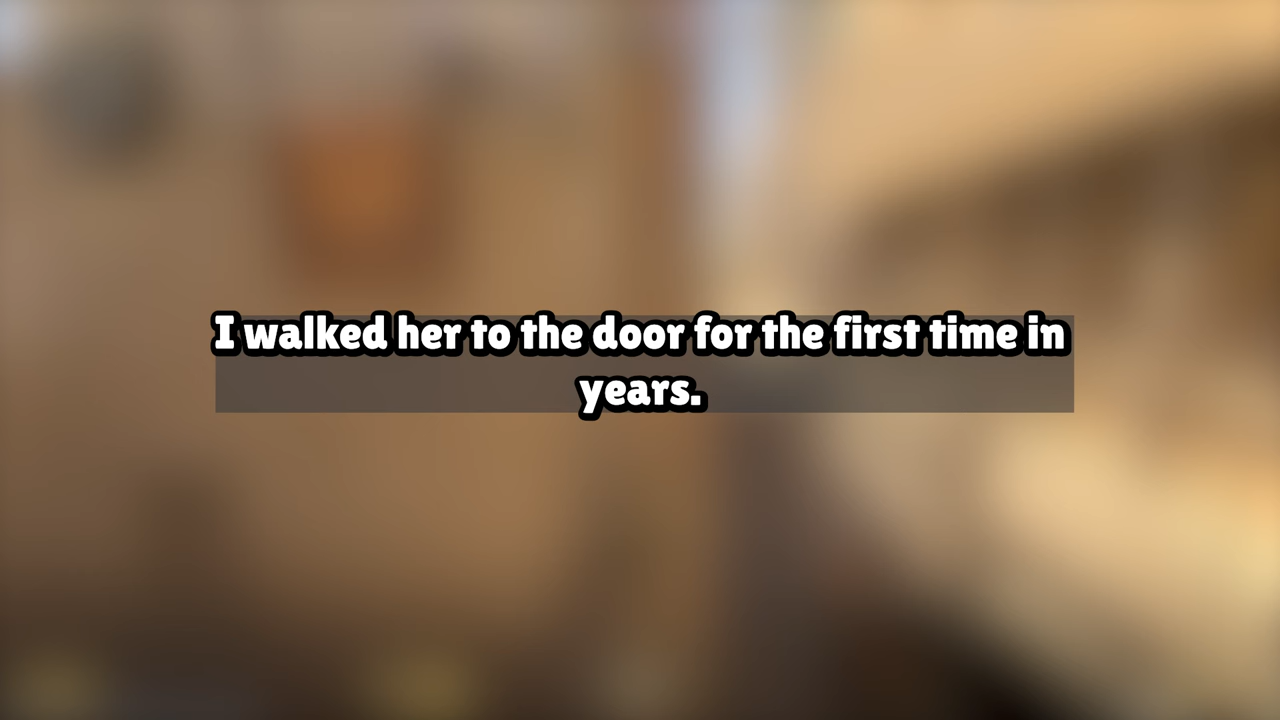 I walked her to the door for the first time in
years.